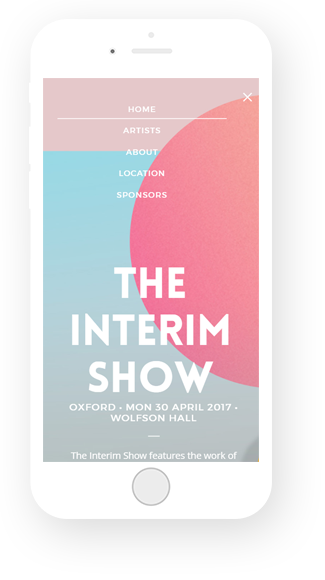 HOME
ARTISTS
ABOUT
LOCATION
SPONSORS
THE
INTERIM
SHOW
OXFORD • MON 30 APRIL 2017 •
WOLFSON HALL
The Interim Show features the work of